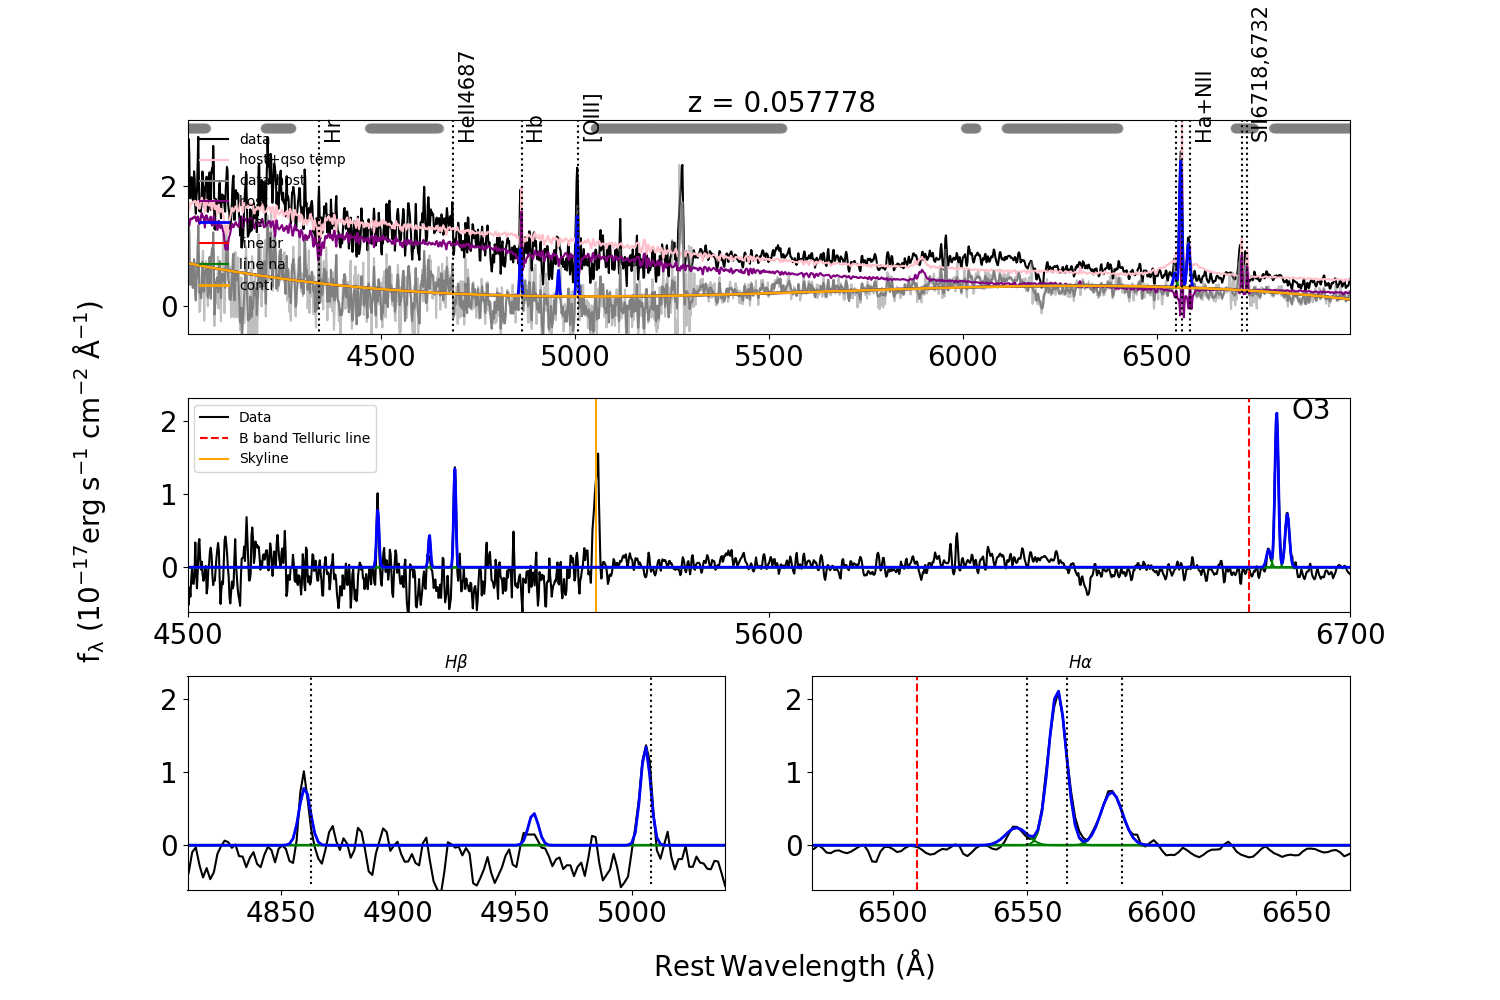 z = 0.057778
Hr
HeII4687
Hb
[OIII]
Ha+NII
SII6718,6732
data
host+qso temp
line br
line na
conti
2
0
4500 5000 5500 6000 6500
f_λ (10^−17 erg s^−1 cm^−2 Å^−1)
Data
B band Telluric line
Skyline
O3
2
1
0
4500 5600 6700
Hβ
2
1
0
4850 4900 4950 5000
Hα
2
1
0
6500 6550 6600 6650
Rest Wavelength (Å)